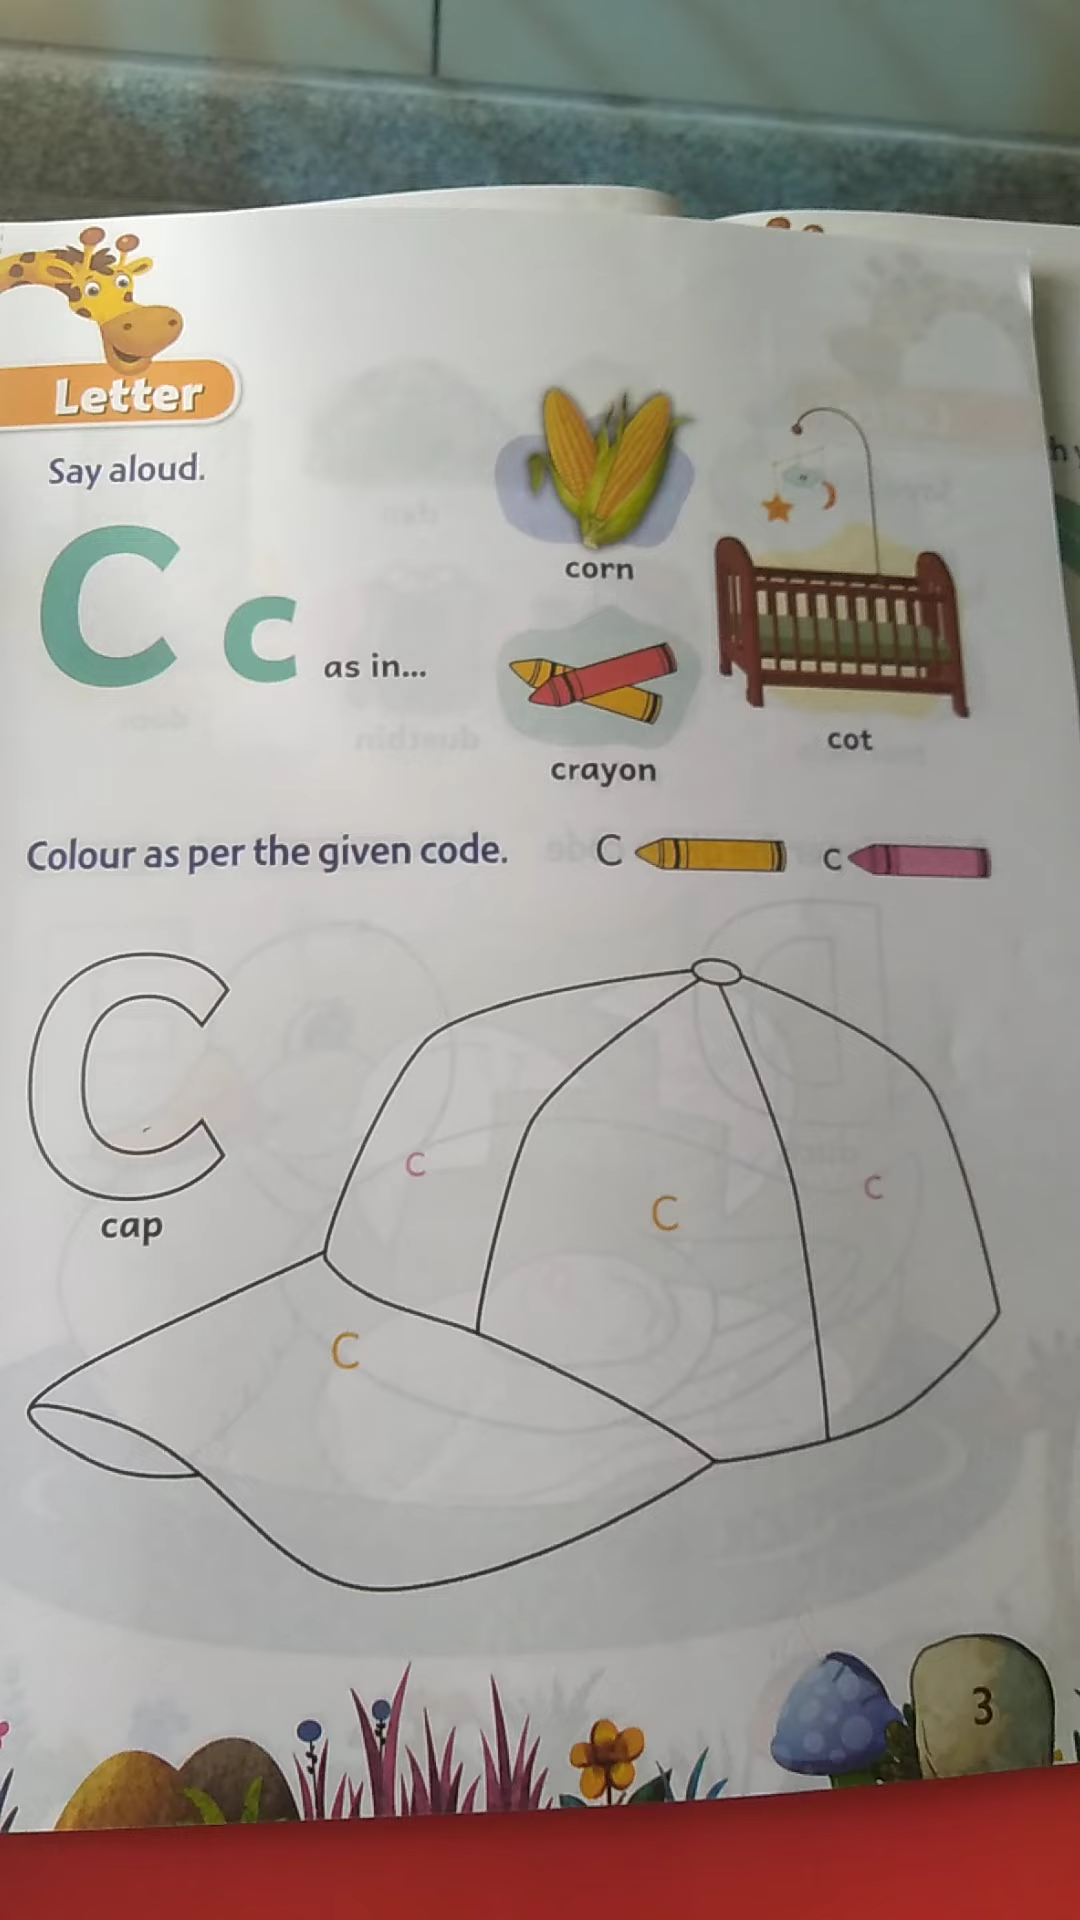 Letter
Say aloud.
C c as in...
corn
crayon
cot
Colour as per the given code. C c
C
cap
c
C
c
C
3